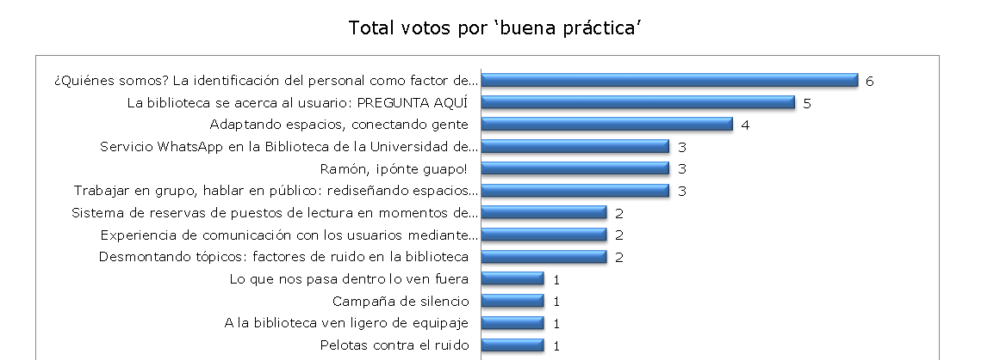 Total votos por ‘buena práctica’
¿Quiénes somos? La identificación del personal como factor de... 6
La biblioteca se acerca al usuario: PREGUNTA AQUÍ 5
Adaptando espacios, conectando gente 4
Servicio WhatsApp en la Biblioteca de la Universidad de... 3
Ramón, ¡pónte guapo! 3
Trabajar en grupo, hablar en público: rediseñando espacios... 3
Sistema de reservas de puestos de lectura en momentos de... 2
Experiencia de comunicación con los usuarios mediante... 2
Desmontando tópicos: factores de ruido en la biblioteca 2
Lo que nos pasa dentro lo ven fuera 1
Campaña de silencio 1
A la biblioteca ven ligero de equipaje 1
Pelotas contra el ruido 1